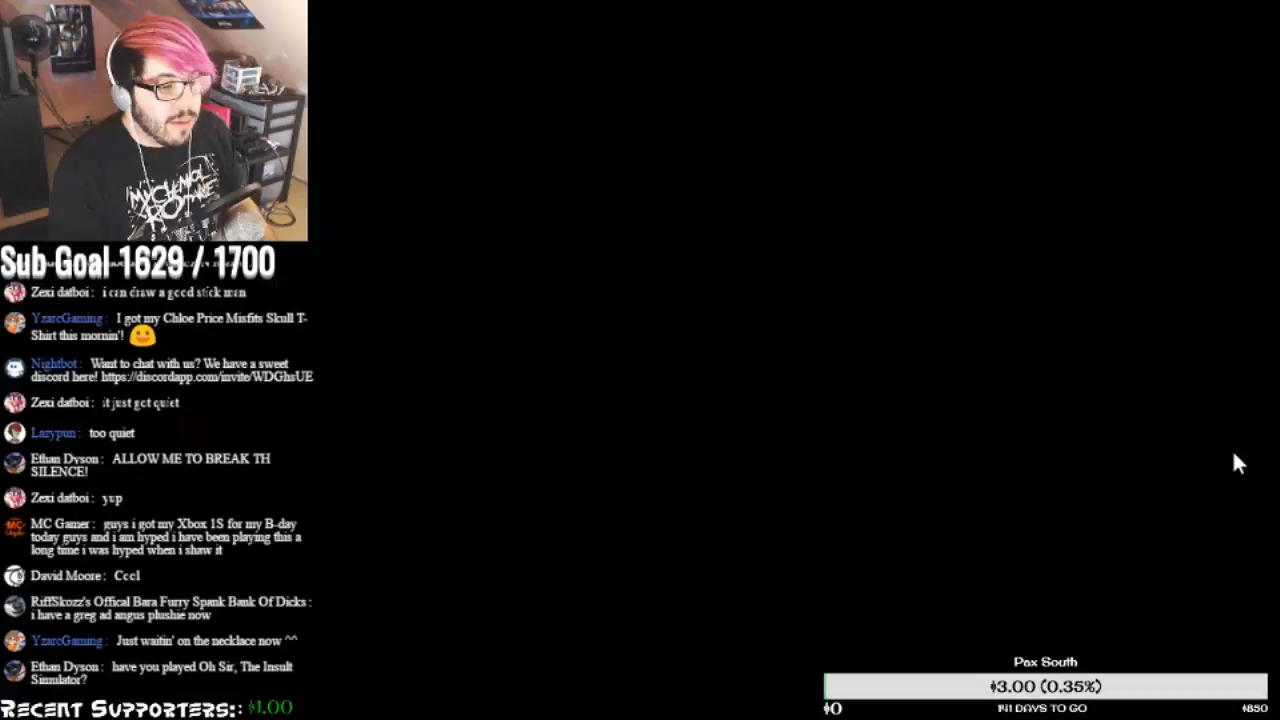 MY CHEMICAL
ROMANCE
Sub Goal 1629 / 1700
Zexi datboi : i can draw a good stick man
YzarcGaming : I got my Chloe Price Misfits Skull T-
Shirt this mornin'!
Nightbot : Want to chat with us? We have a sweet
discord here! https://discordapp.com/invite/WDGhsUE
Zexi datboi : it just got quiet
Lazypun : too quiet
Ethan Dyson : ALLOW ME TO BREAK TH
SILENCE!
Zexi datboi : yup
MC Gamer : guys i got my Xbox 1S for my B-day
today guys and i am hyped i have been playing this a
long time i was hyped when i shaw it
David Moore : Cool
RiffSkozz's Offical Bara Furry Spank Bank Of Dicks :
i have a greg ad angus plushie now
YzarcGaming : Just waitin' on the necklace now ^^
Ethan Dyson : have you played Oh Sir, The Insult
Simulator?
Recent Supporters:: $1.00
Pax South
$3.00 (0.35%)
$0 141 DAYS TO GO $850